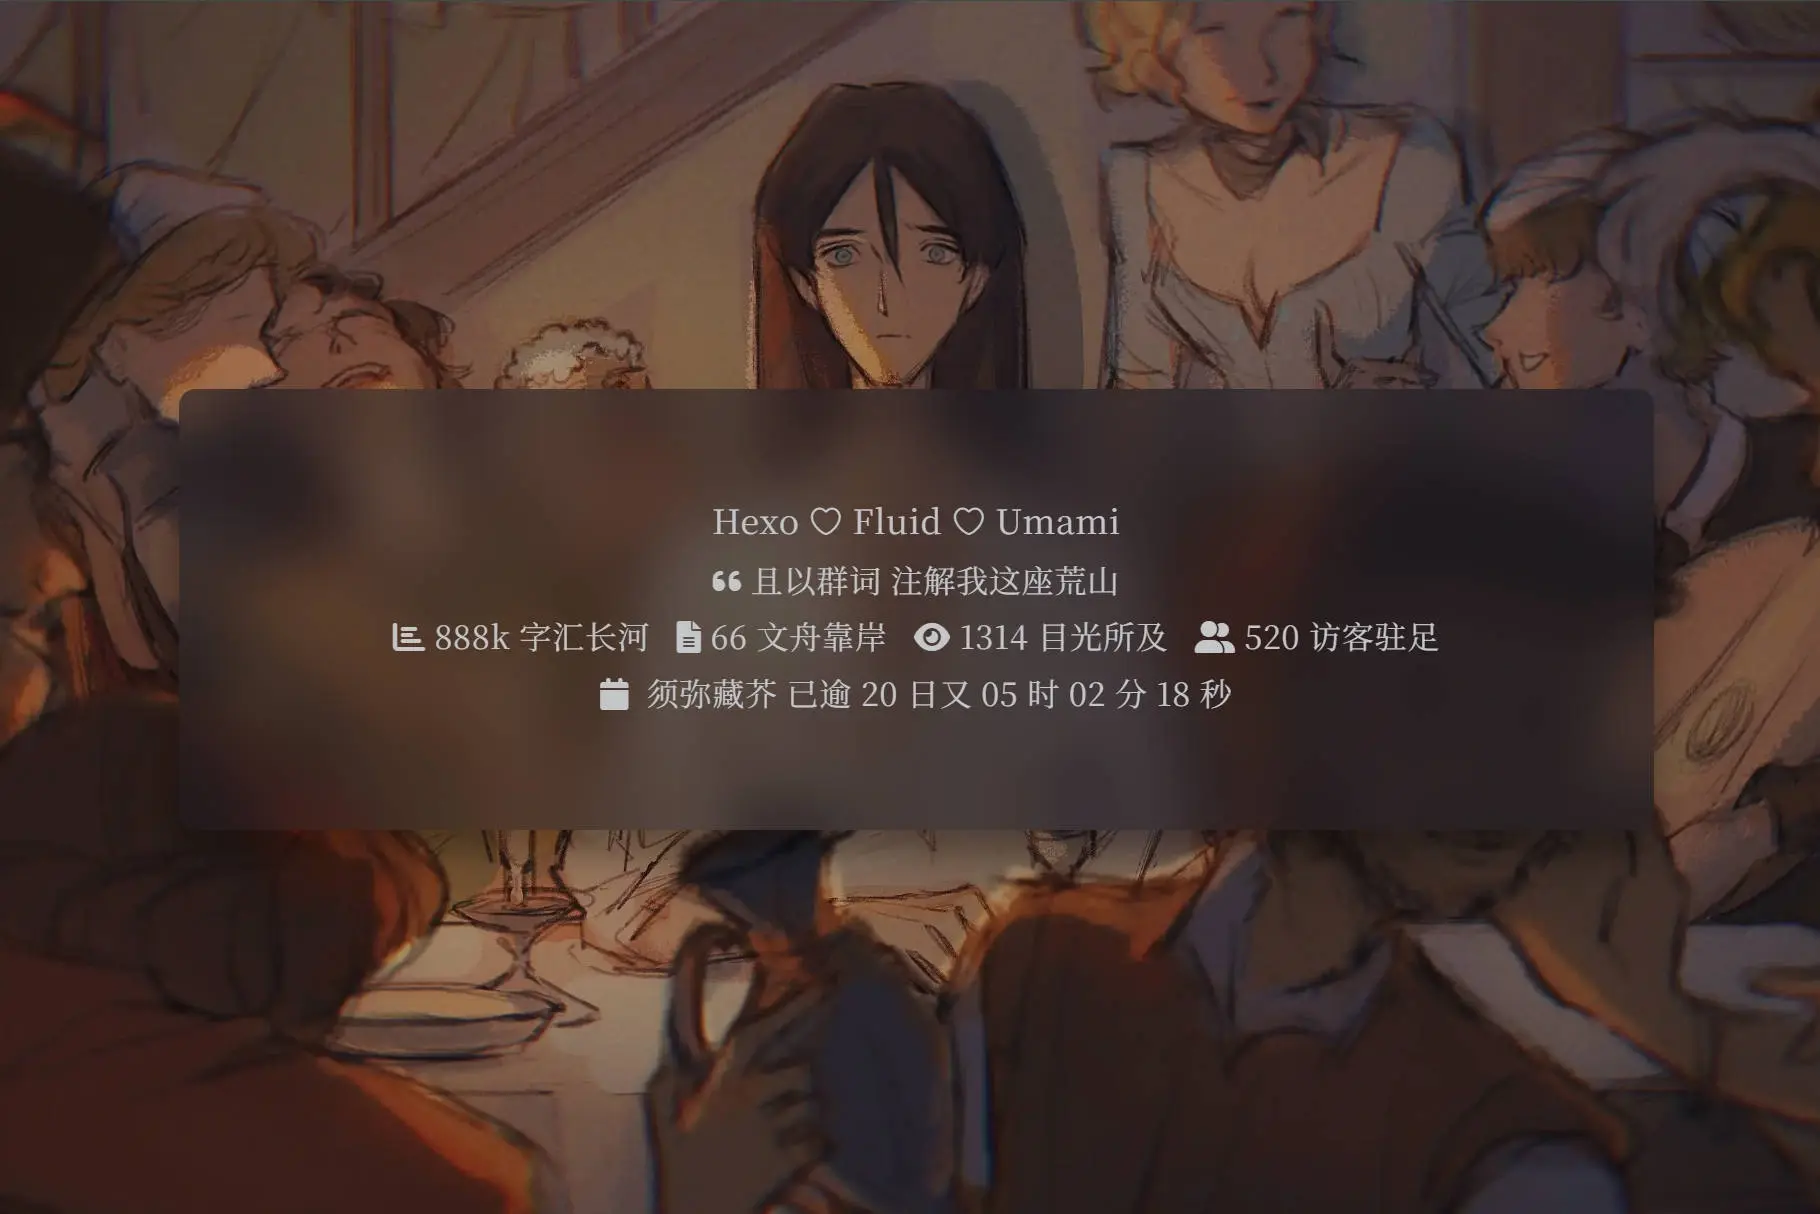 Hexo ♡ Fluid ♡ Umami
❝ 且以群词 注解我这座荒山
888k 字汇长河 66 文舟靠岸 1314 目光所及 520 访客驻足
须弥藏芥 已逾 20 日又 05 时 02 分 18 秒